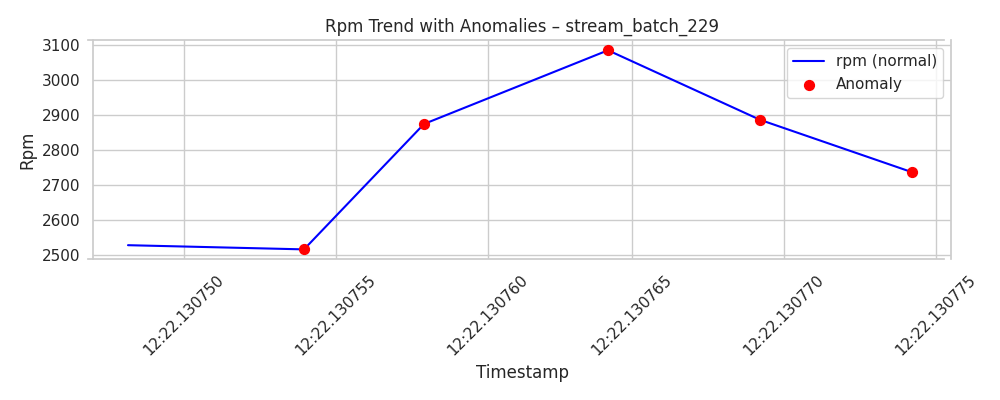 Rpm Trend with Anomalies – stream_batch_229
3100
3000
2900
2800
2700
2600
2500
Rpm
rpm (normal)
Anomaly
12:22.130750
12:22.130755
12:22.130760
12:22.130765
12:22.130770
12:22.130775
Timestamp